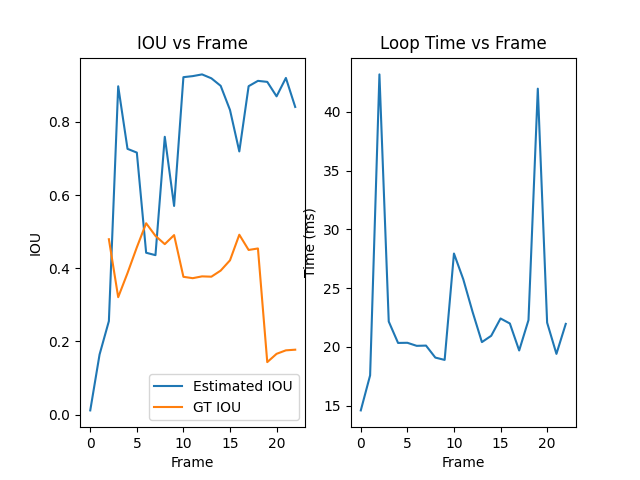 IOU vs Frame
IOU
0.8
0.6
0.4
0.2
0.0
0 5 10 15 20
Frame
Estimated IOU
GT IOU
Loop Time vs Frame
Time (ms)
40
35
30
25
20
15
0 5 10 15 20
Frame